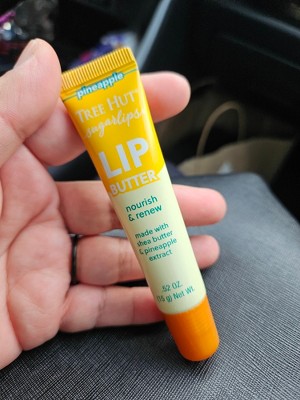 pineapple
TREE HUT
sugarlips
LIP
BUTTER
nourish
& renew
made with
shea butter
& pineapple
extract
.52 OZ.
(15 g) Net Wt.